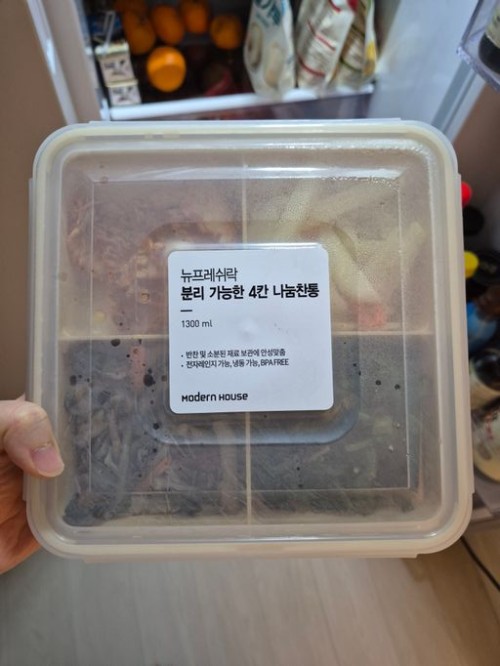 뉴프레쉬락
분리 가능한 4칸 나눔찬통
1300 ml
• 반찬 및 소분된 재료 보관에 안성맞춤
• 전자레인지 가능, 냉동 가능, BPA FREE
MODERN HOUSE